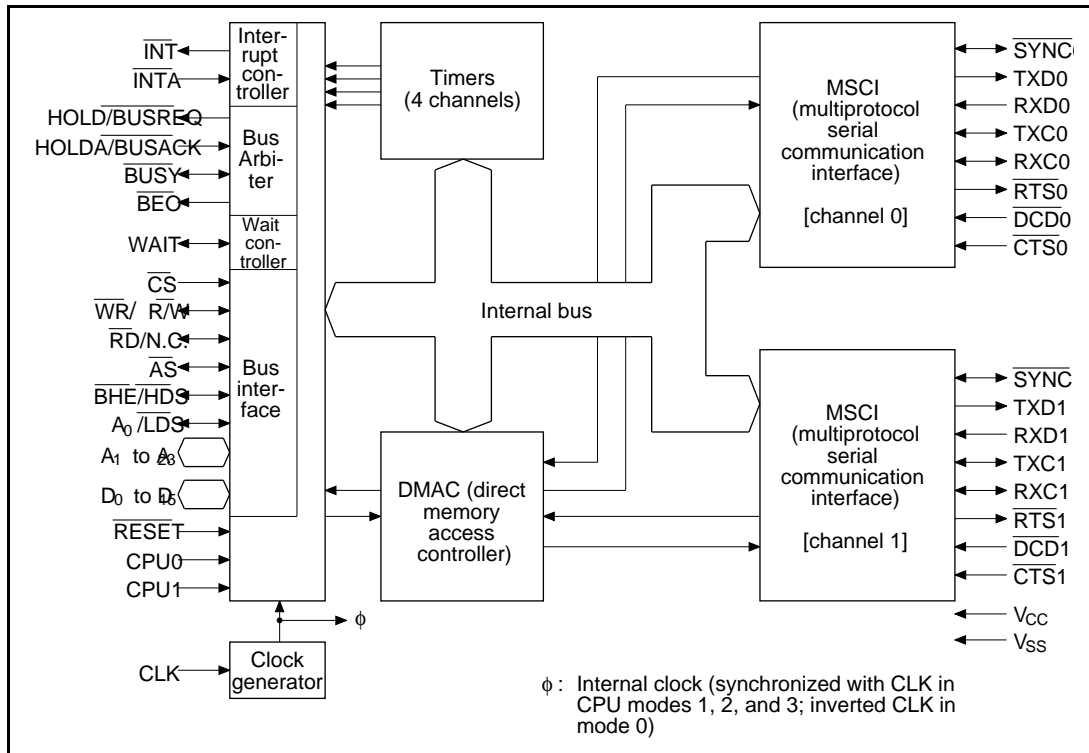 INT
INTA
HOLD/BUSREQ
HOLDA/BUSACK
BUSY
BEO
WAIT
CS
WR/ R/W
RD/N.C.
AS
BHE/HDS
A0/LDS
A1 to A23
D0 to D15
RESET
CPU0
CPU1
CLK
Inter-
rupt con-
troller
Bus
Arbi-
ter
Wait con-
troller
Bus
inter-
face
Clock
generator
ϕ
Timers
(4 channels)
Internal bus
DMAC (direct
memory
access
controller)
MSCI
(multiprotocol
serial
communication
interface)
[channel 0]
MSCI
(multiprotocol
serial
communication
interface)
[channel 1]
SYNC0
TXD0
RXD0
TXC0
RXC0
RTS0
DCD0
CTS0
SYNC
TXD1
RXD1
TXC1
RXC1
RTS1
DCD1
CTS1
VCC
VSS
ϕ : Internal clock (synchronized with CLK in
CPU modes 1, 2, and 3; inverted CLK in
mode 0)